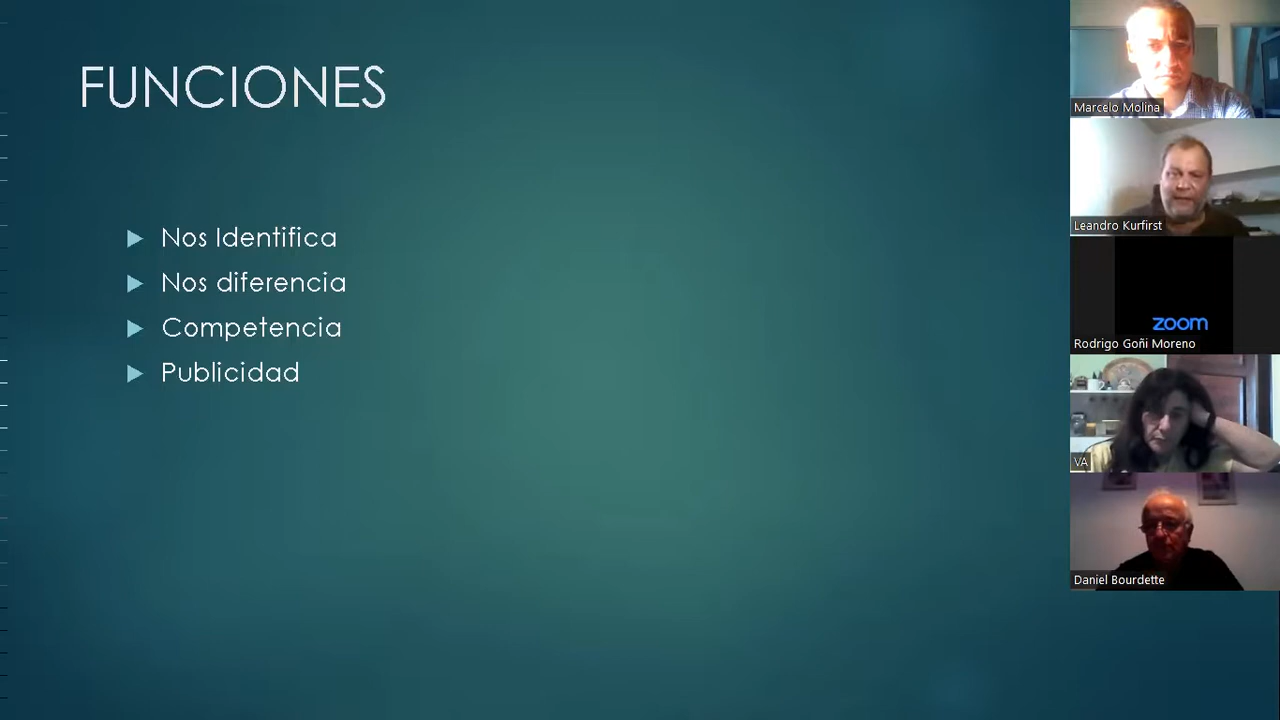 FUNCIONES
Nos Identifica
Nos diferencia
Competencia
Publicidad
Marcelo Molina
Leandro Kurfirst
zoom
Rodrigo Goñi Moreno
VA
Daniel Bourdette